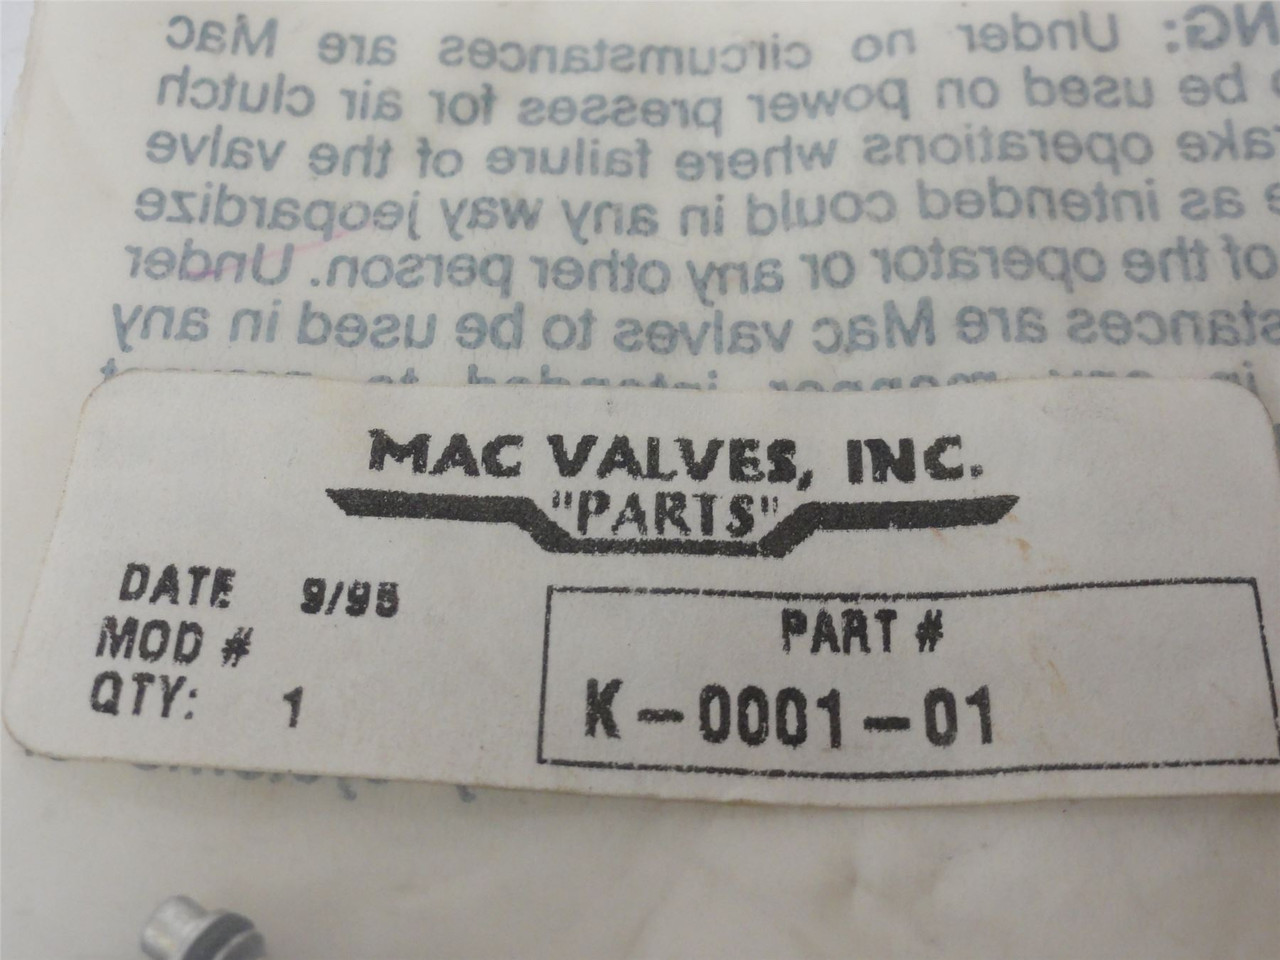 NG: Under no circumstances are Mac
be used on power presses for air clutch
ake operations where failure of the valve
e as intended could in any way jeopardize
of the operator or any other person. Under
stances are Mac valves to be used in any
MAC VALVES, INC.
"PARTS"
DATE 9/95
MOD #
QTY: 1
PART #
K-0001-01